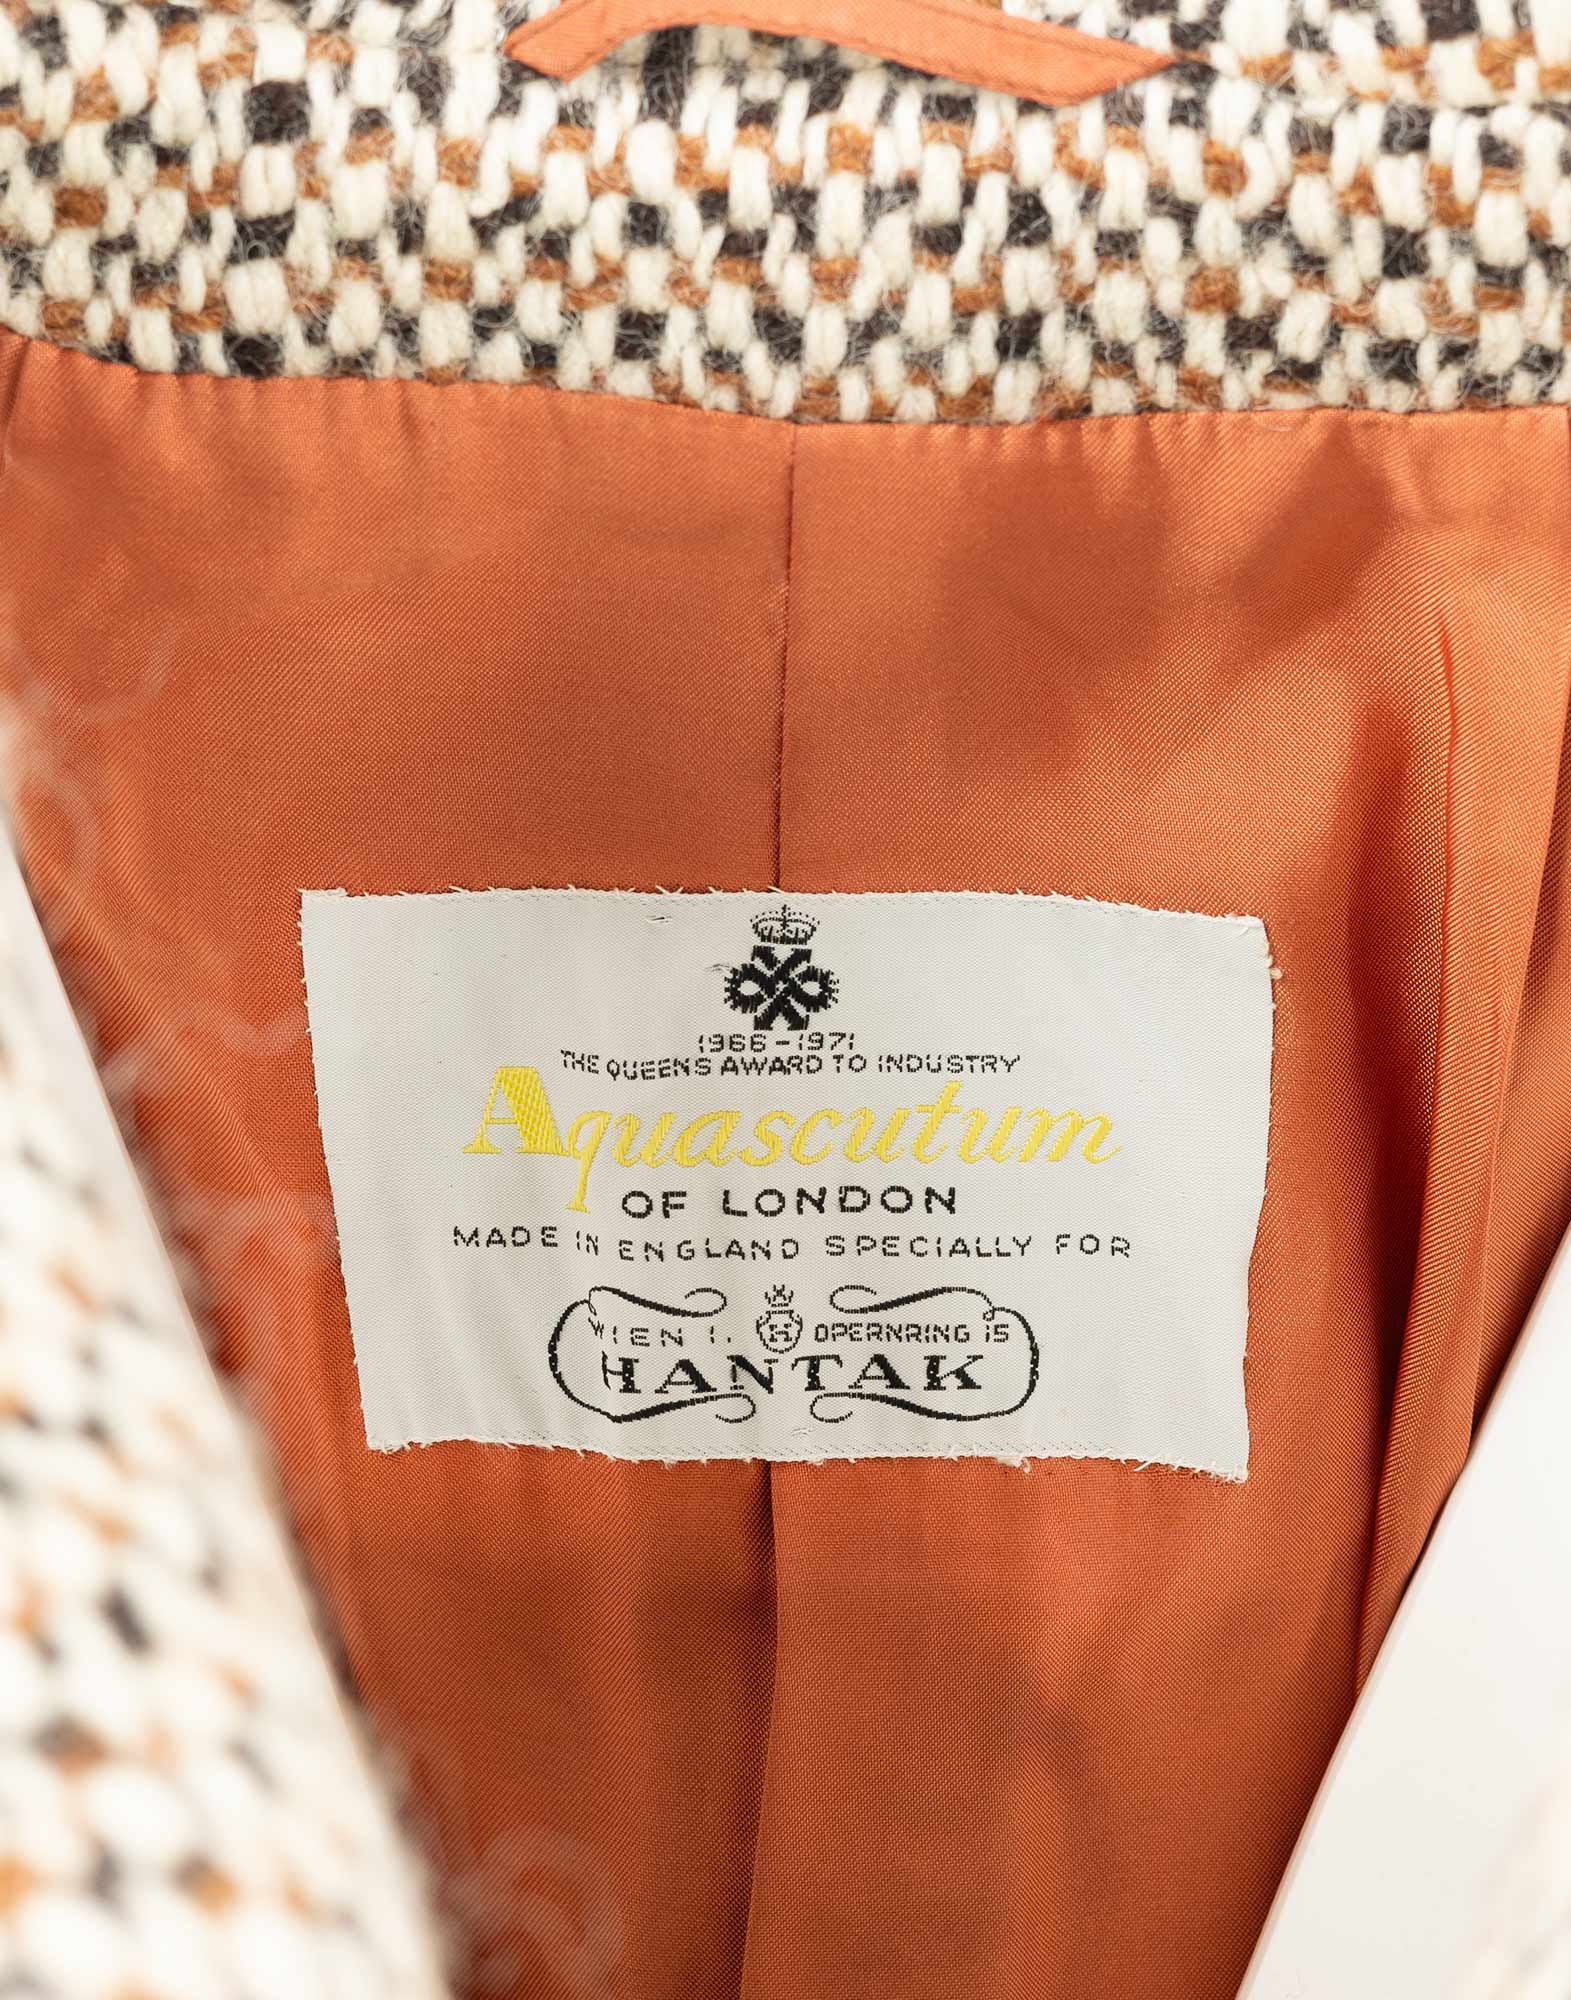 1966-1971
THE QUEENS AWARD TO INDUSTRY
Aquascutum
OF LONDON
MADE IN ENGLAND SPECIALLY FOR
WIEN 1. H OPERNRING 15
HANTAK